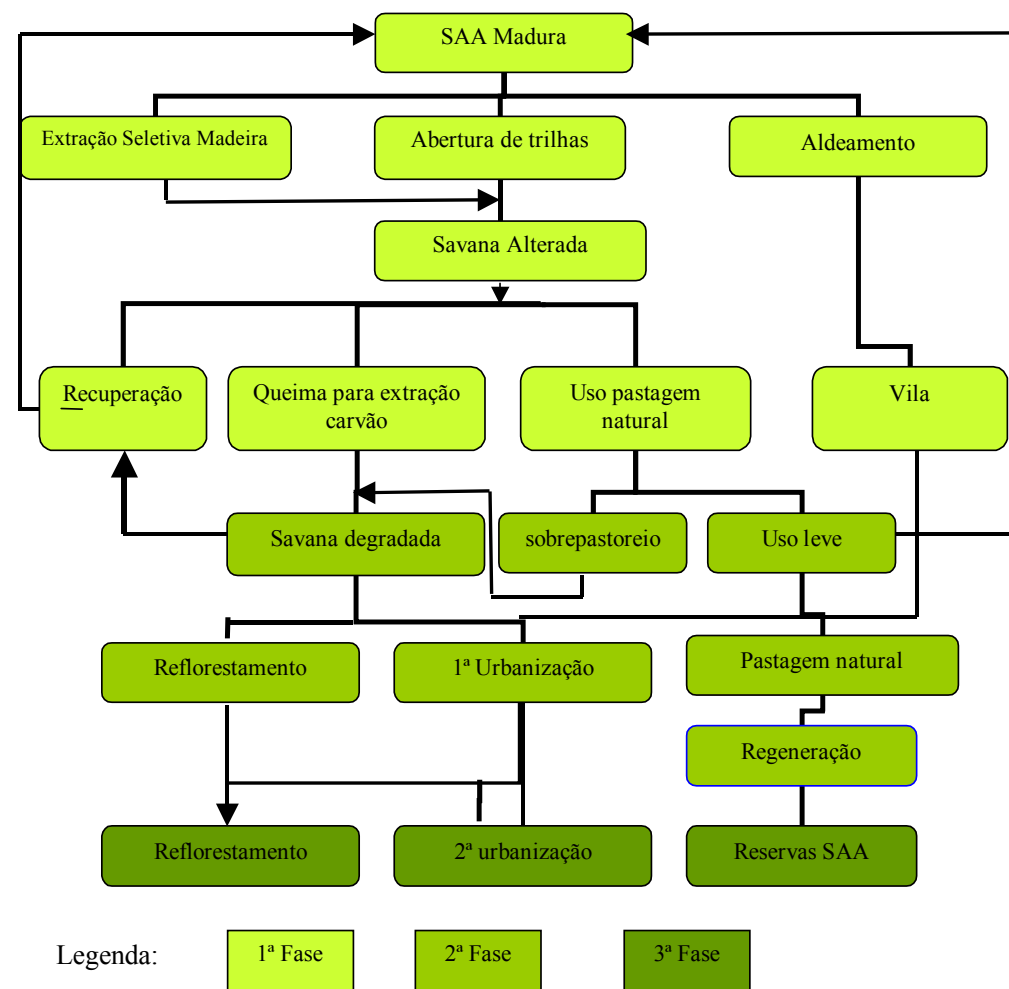 SAA Madura
Extração Seletiva Madeira
Abertura de trilhas
Aldeamento
Savana Alterada
Recuperação
Queima para extração
carvão
Uso pastagem
natural
Vila
Savana degradada
sobrepastoreio
Uso leve
Reflorestamento
1ª Urbanização
Pastagem natural
Regeneração
Reflorestamento
2ª urbanização
Reservas SAA
Legenda:
1ª Fase
2ª Fase
3ª Fase